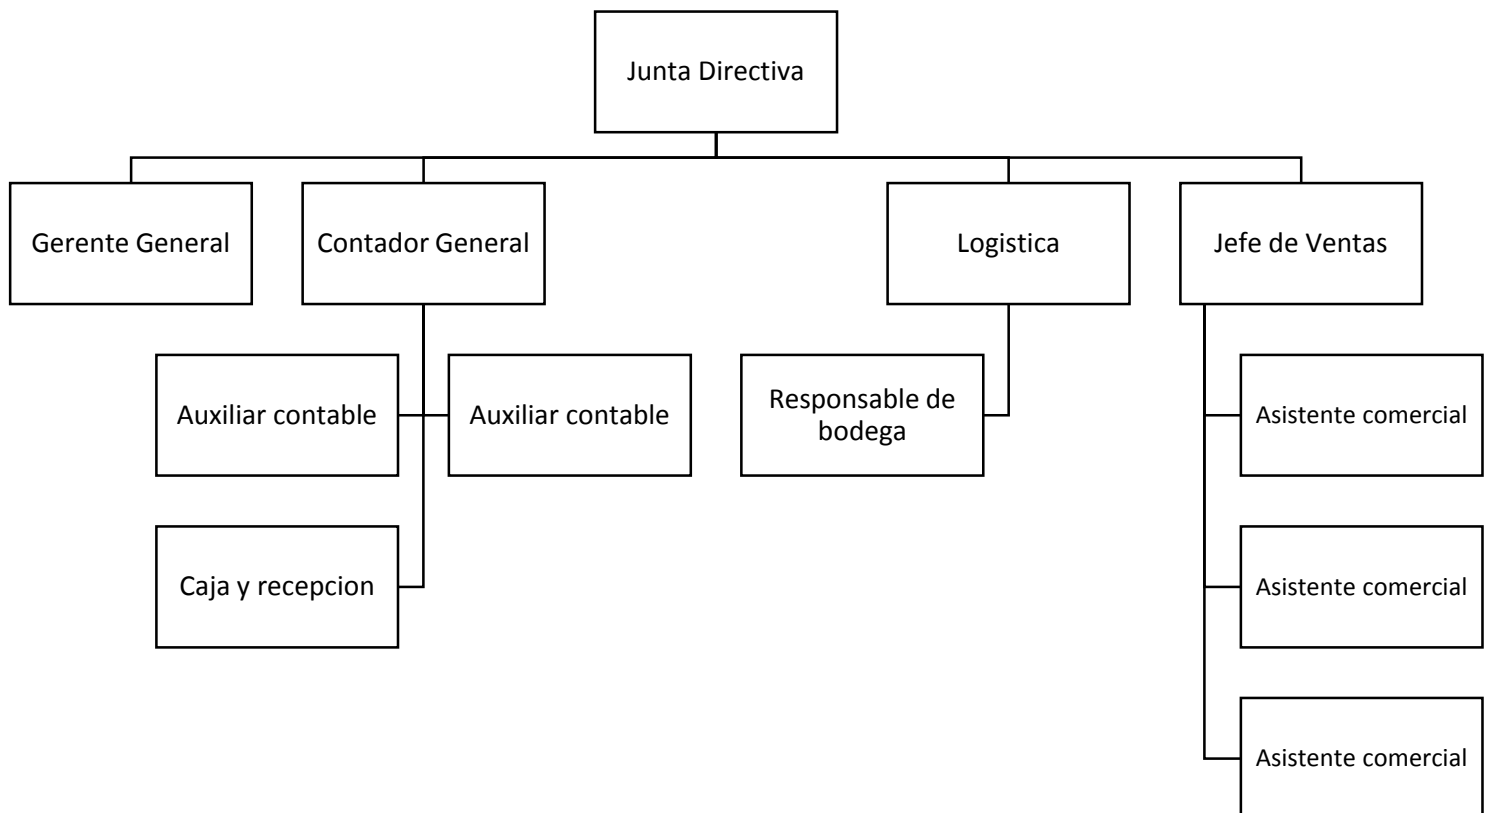 Junta Directiva
Gerente General
Contador General
Logistica
Jefe de Ventas
Auxiliar contable
Auxiliar contable
Responsable de
bodega
Asistente comercial
Caja y recepcion
Asistente comercial
Asistente comercial